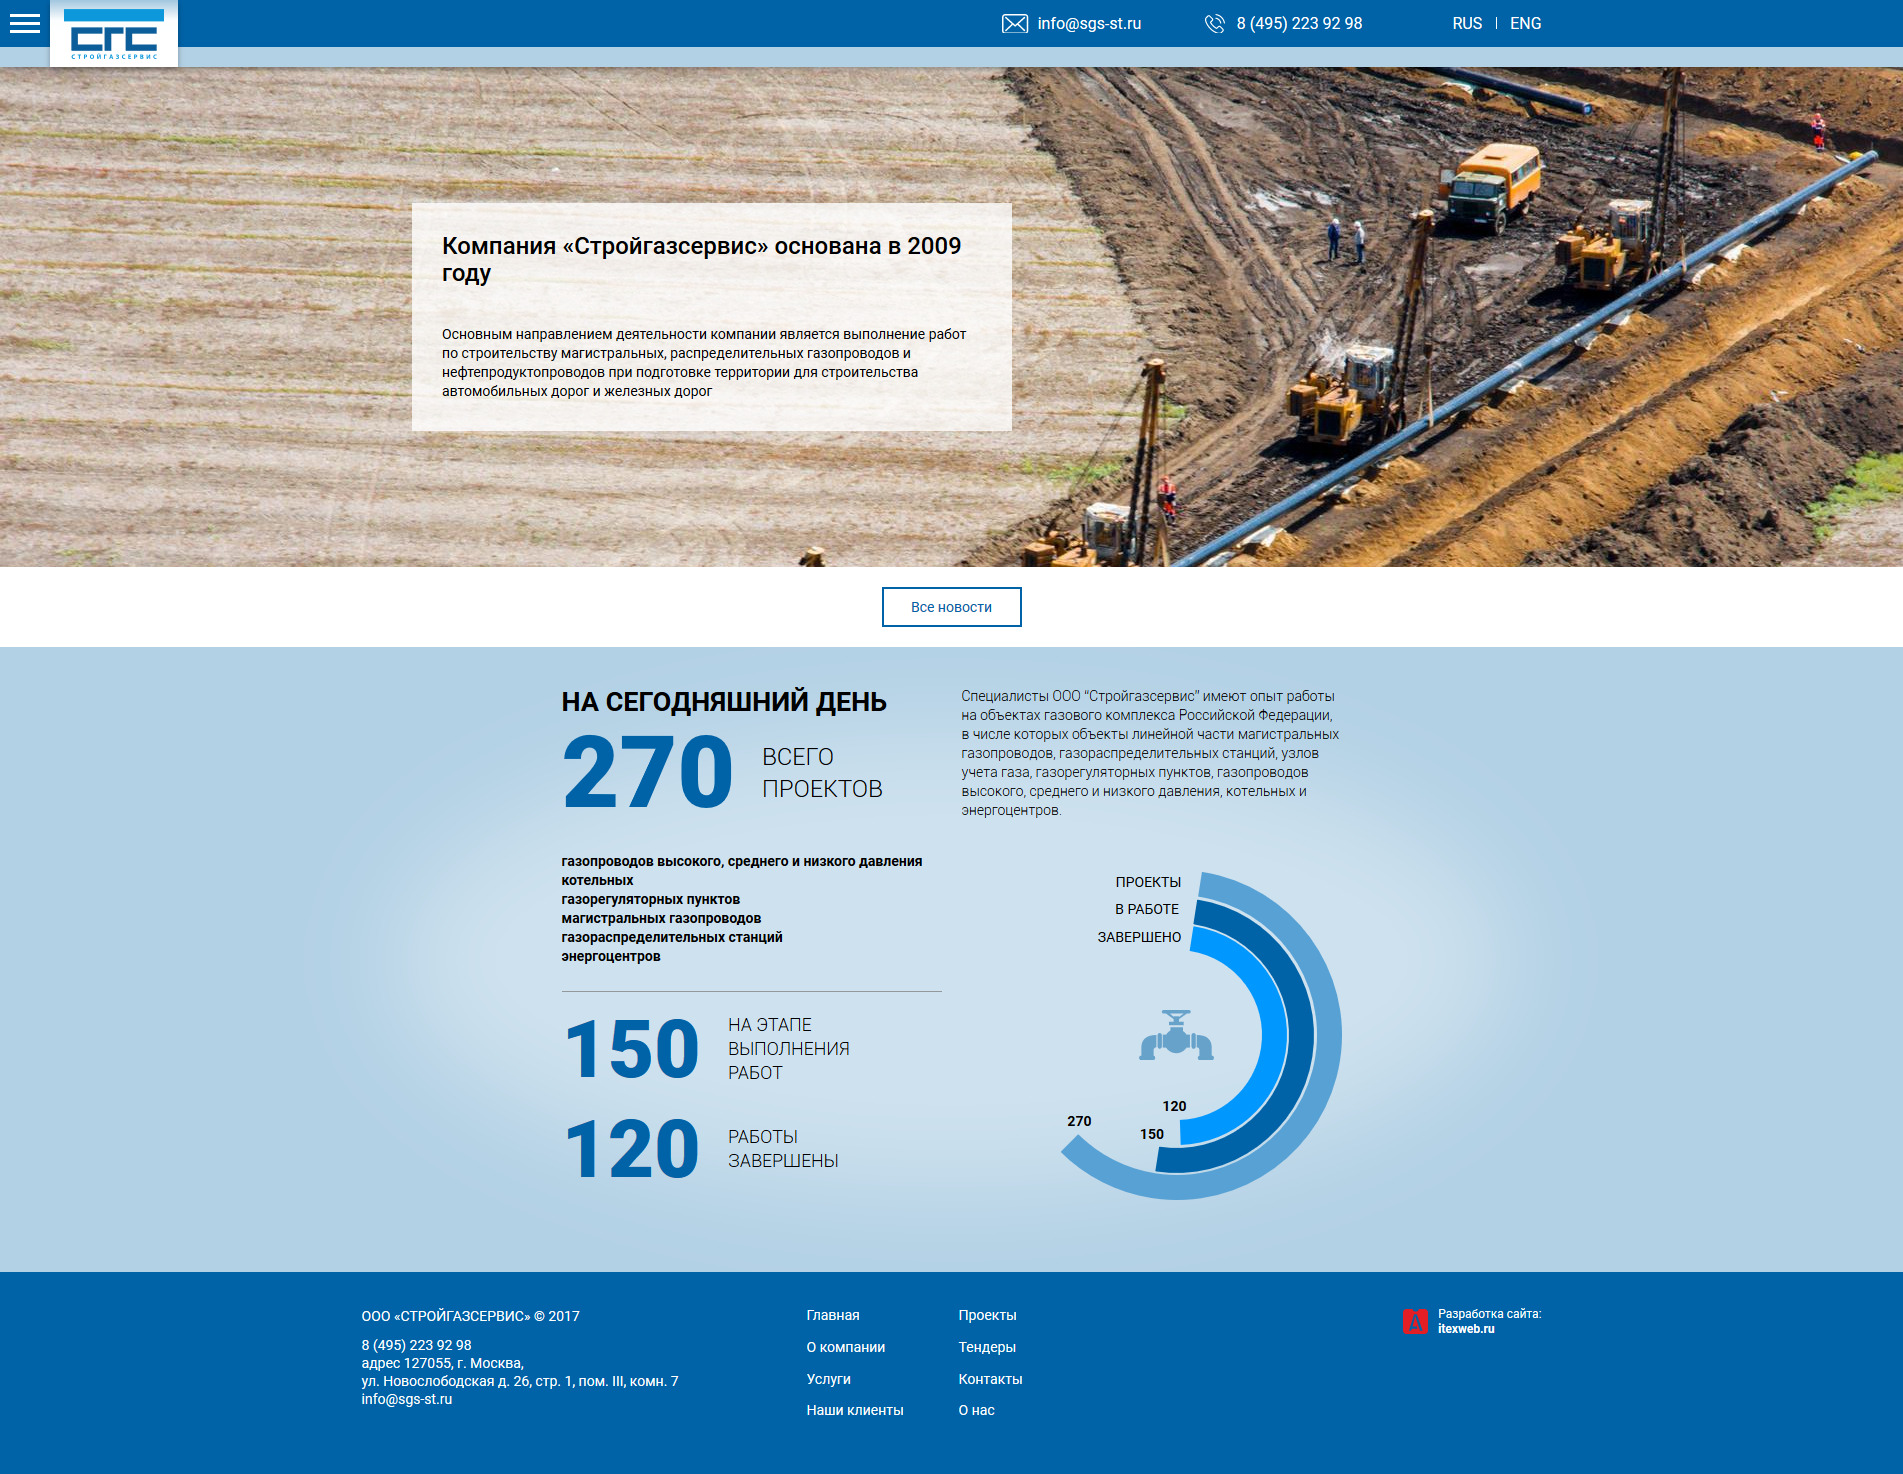 СГС
СТРОЙГАЗСЕРВИС
info@sgs-st.ru
8 (495) 223 92 98
RUS | ENG
Компания «Стройгазсервис» основана в 2009
году
Основным направлением деятельности компании является выполнение работ
по строительству магистральных, распределительных газопроводов и
нефтепродуктопроводов при подготовке территории для строительства
автомобильных дорог и железных дорог
Все новости
НА СЕГОДНЯШНИЙ ДЕНЬ
270
ВСЕГО
ПРОЕКТОВ
газопроводов высокого, среднего и низкого давления
котельных
газорегуляторных пунктов
магистральных газопроводов
газораспределительных станций
энергоцентров
150
НА ЭТАПЕ
ВЫПОЛНЕНИЯ
РАБОТ
120
РАБОТЫ
ЗАВЕРШЕНЫ
Специалисты ООО “Стройгазсервис” имеют опыт работы
на объектах газового комплекса Российской Федерации,
в числе которых объекты линейной части магистральных
газопроводов, газораспределительных станций, узлов
учета газа, газорегуляторных пунктов, газопроводов
высокого, среднего и низкого давления, котельных и
энергоцентров.
ПРОЕКТЫ
В РАБОТЕ
ЗАВЕРШЕНО
120
270
150
ООО «СТРОЙГАЗСЕРВИС» © 2017
8 (495) 223 92 98
адрес 127055, г. Москва,
ул. Новослободская д. 26, стр. 1, пом. III, комн. 7
info@sgs-st.ru
Главная
О компании
Услуги
Наши клиенты
Проекты
Тендеры
Контакты
О нас
Разработка сайта:
itexweb.ru